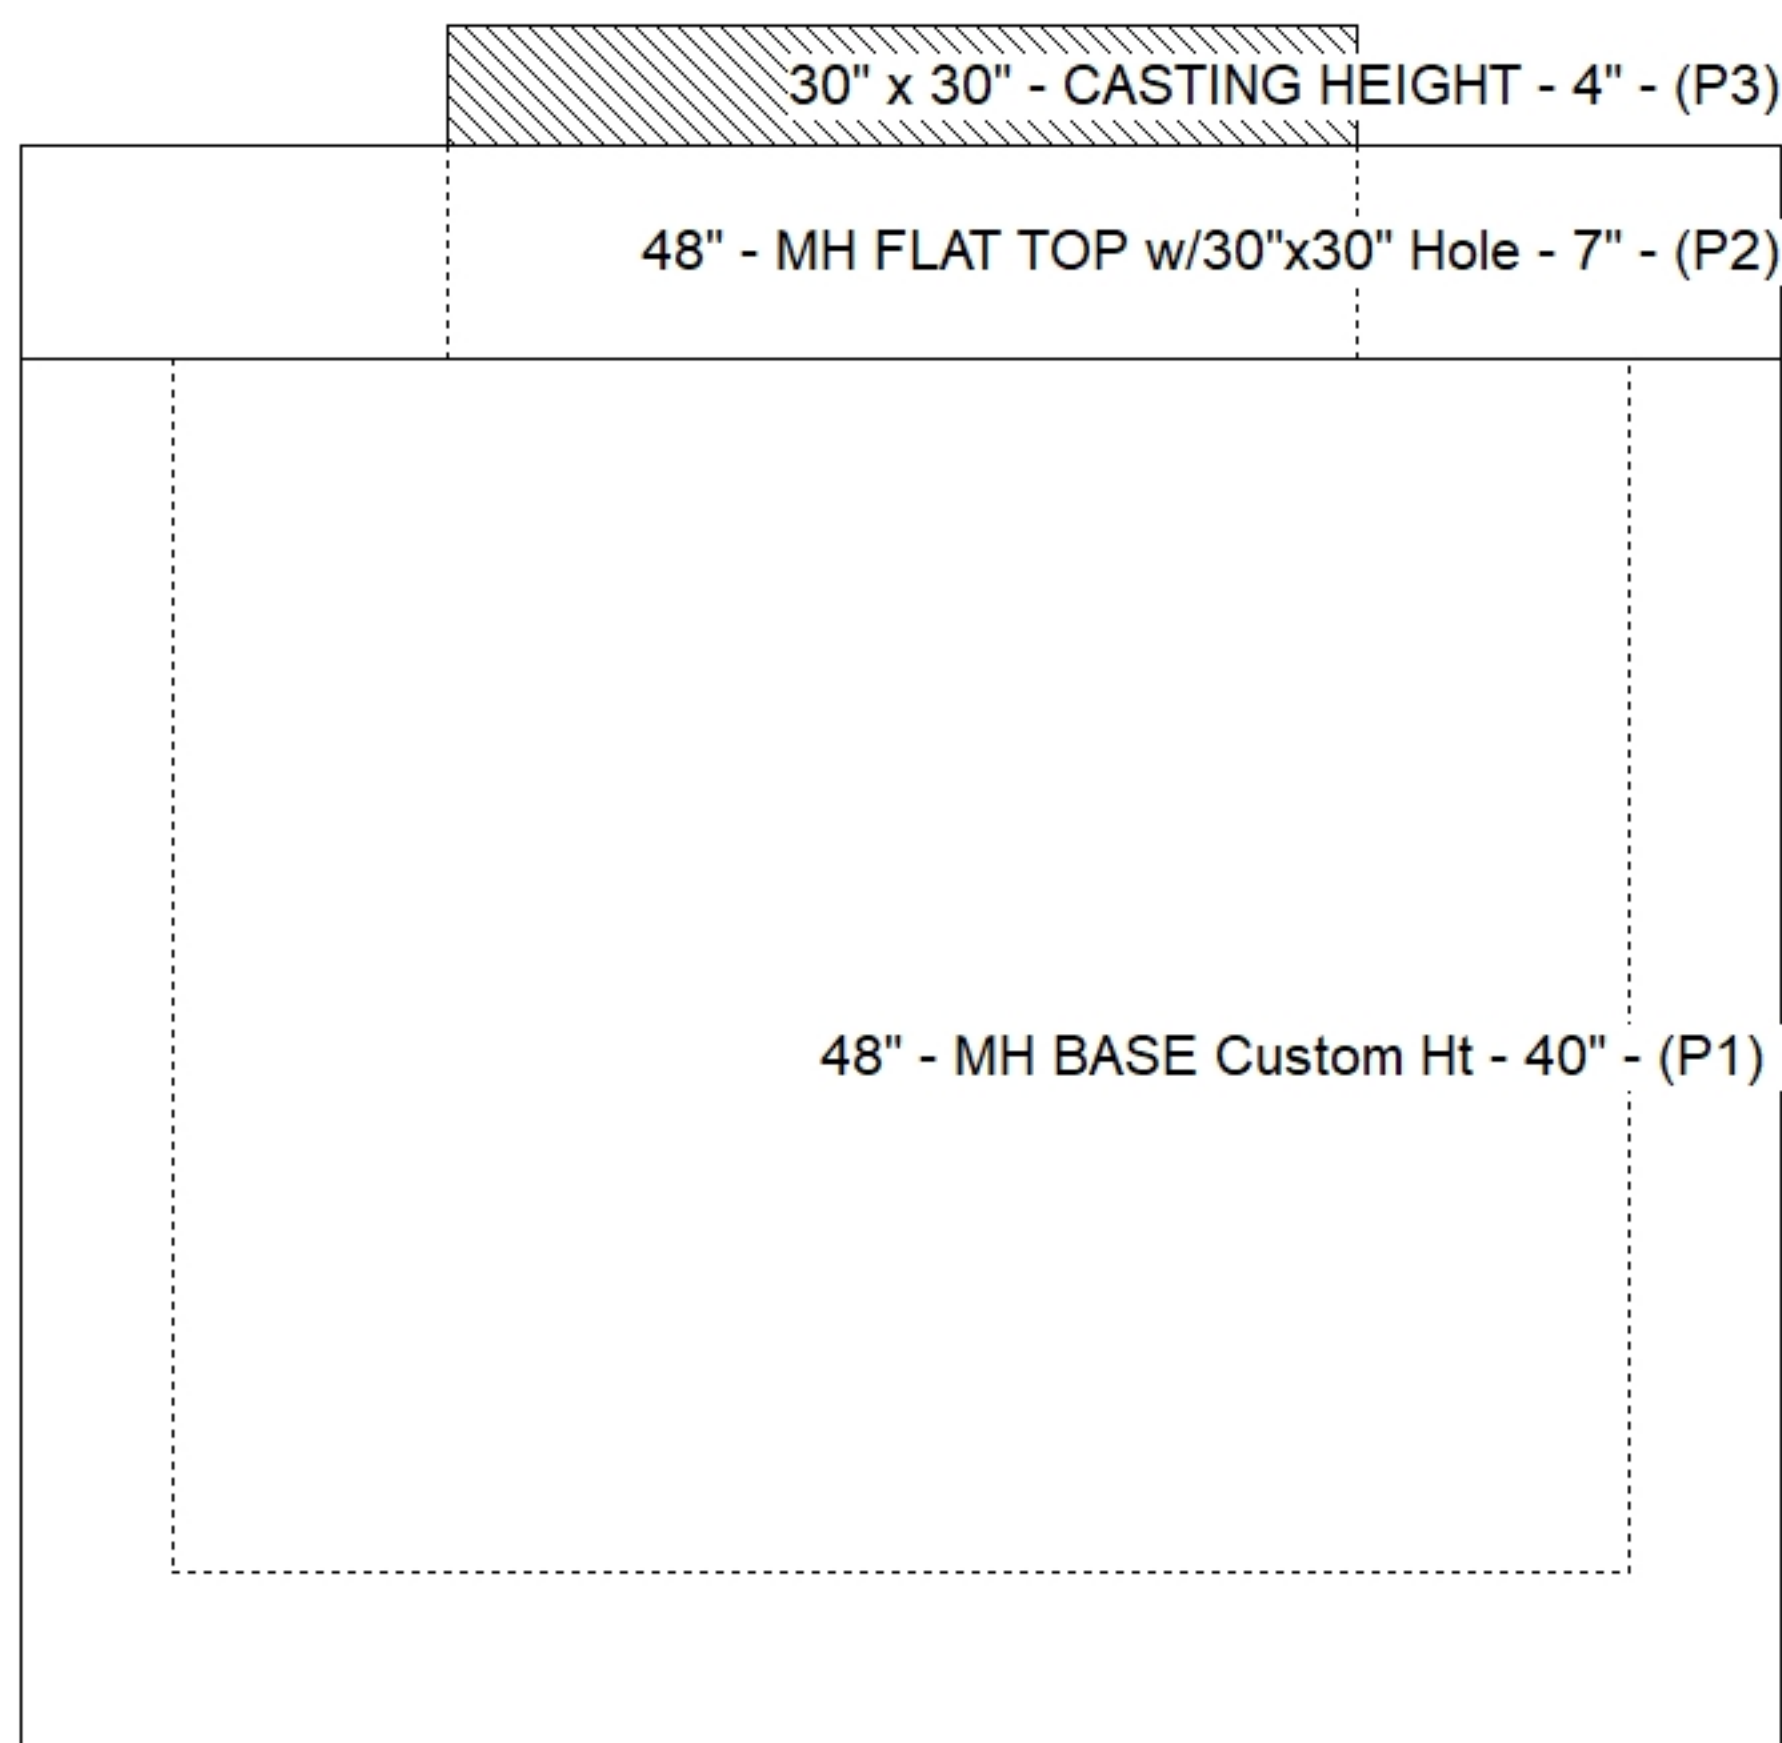 30" x 30" - CASTING HEIGHT - 4" - (P3)
48" - MH FLAT TOP w/30"x30" Hole - 7" - (P2)
48" - MH BASE Custom Ht - 40" - (P1)